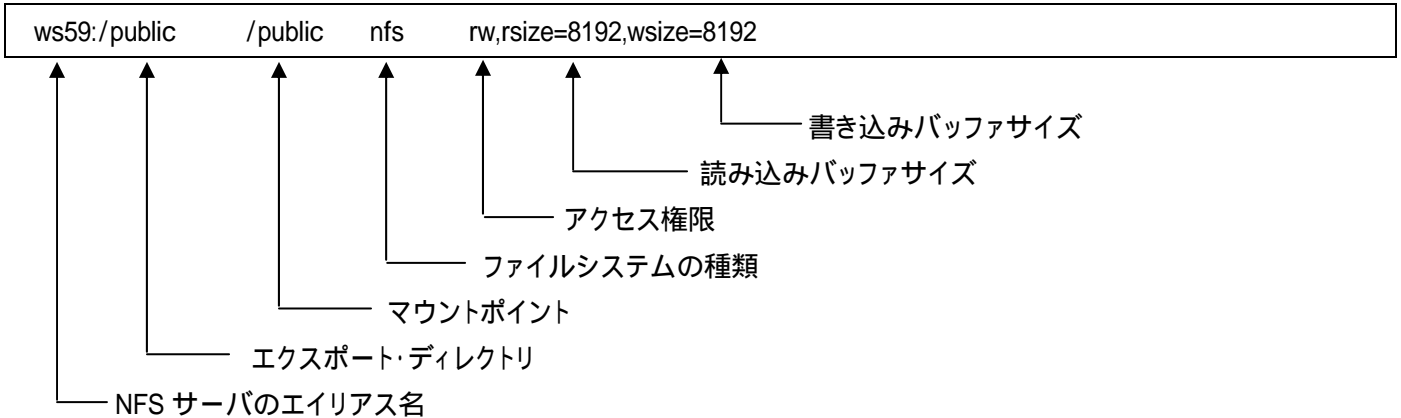 ws59:/public /public nfs rw,rsize=8192,wsize=8192
書き込みバッファサイズ
読み込みバッファサイズ
アクセス権限
ファイルシステムの種類
マウントポイント
エクスポート・ディレクトリ
NFS サーバのエイリアス名